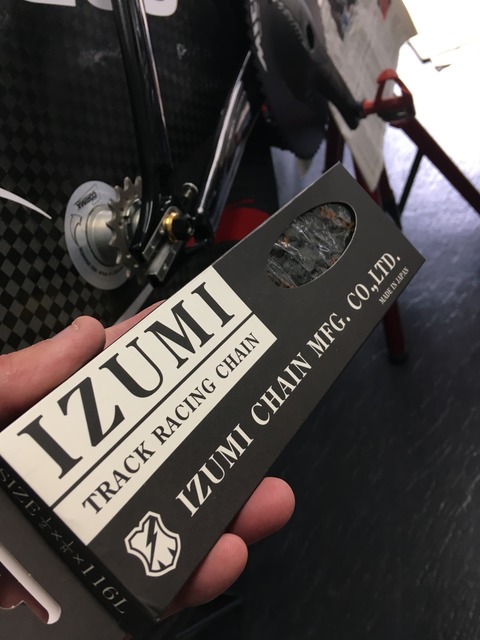 IZUMI
TRACK RACING CHAIN
IZUMI CHAIN MFG. CO.,LTD.
MADE IN JAPAN